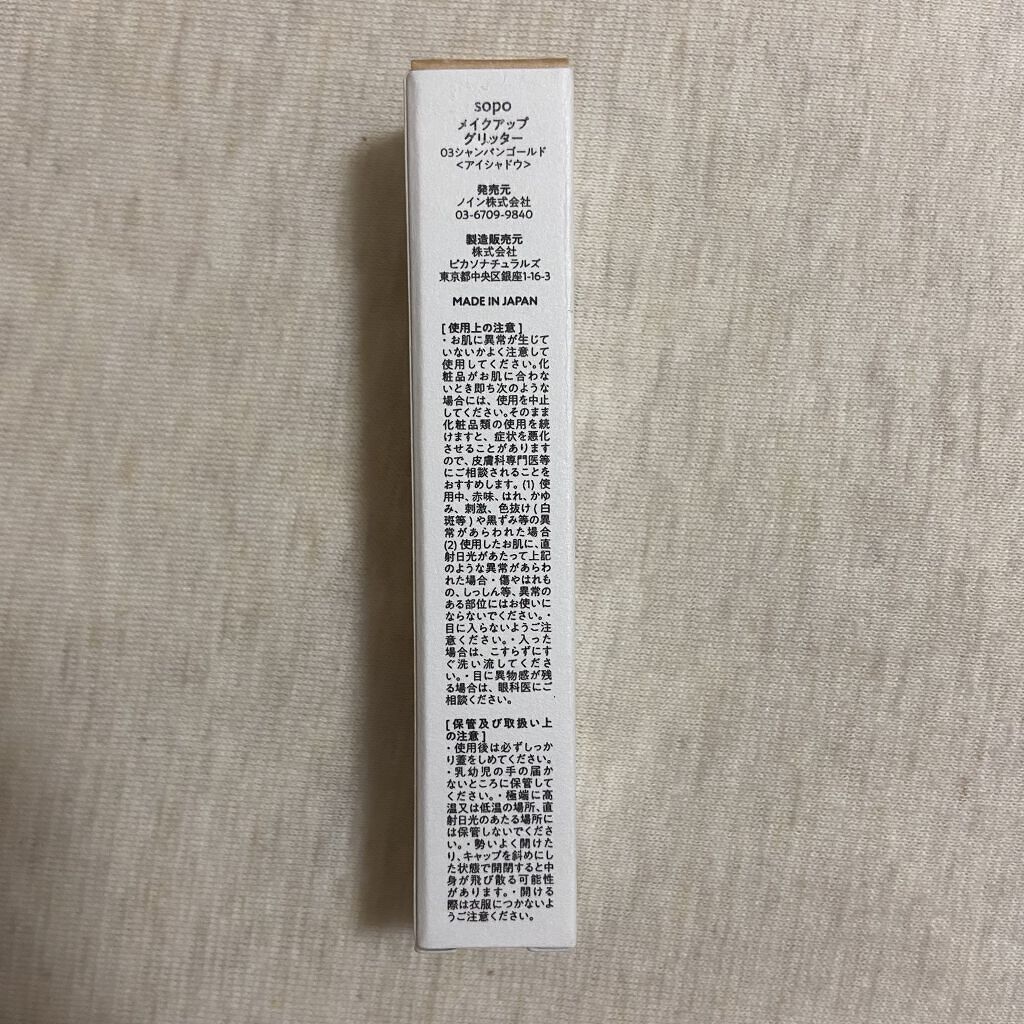 sopo
メイクアップ
グリッター
03シャンパンゴールド
<アイシャドウ>
発売元
ノイン株式会社
03-6709-9840
製造販売元
株式会社
ピカソナチュラルズ
東京都中央区銀座1-16-3
MADE IN JAPAN
[使用上の注意]
・お肌に異常が生じて
いないかよく注意して
使用してください。化
粧品がお肌に合わな
いとき即ち次のような
場合には、使用を中止
してください。そのまま
化粧品類の使用を続
けますと、症状を悪化
させることがあります
ので、皮膚科専門医等
にご相談されることを
おすすめします。(1) 使
用中、赤味、はれ、かゆ
み、刺激、色抜け(白
斑等)や黒ずみ等の異
常があらわれた場合
(2)使用したお肌に、直
射日光があたって上記
のような異常があらわ
れた場合・傷やはれも
の、しっしん等、異常の
ある部位にはお使いに
ならないでください。・
目に入らないようご注
意ください。・入った
場合は、こすらずにす
ぐ洗い流してくださ
い。・目に異物感が残
る場合は、眼科医にご
相談ください。
[保管及び取扱い上
の注意]
・使用後は必ずしっか
り蓋をしめてください。
・乳幼児の手の届か
ないところに保管して
ください。・極端に高
温又は低温の場所、直
射日光のあたる場所に
は保管しないでくださ
い。・勢いよく開けた
り、キャップを斜めにし
た状態で開閉すると中
身が飛び散る可能性
があります。・開ける
際は衣服につかないよ
うご注意ください。